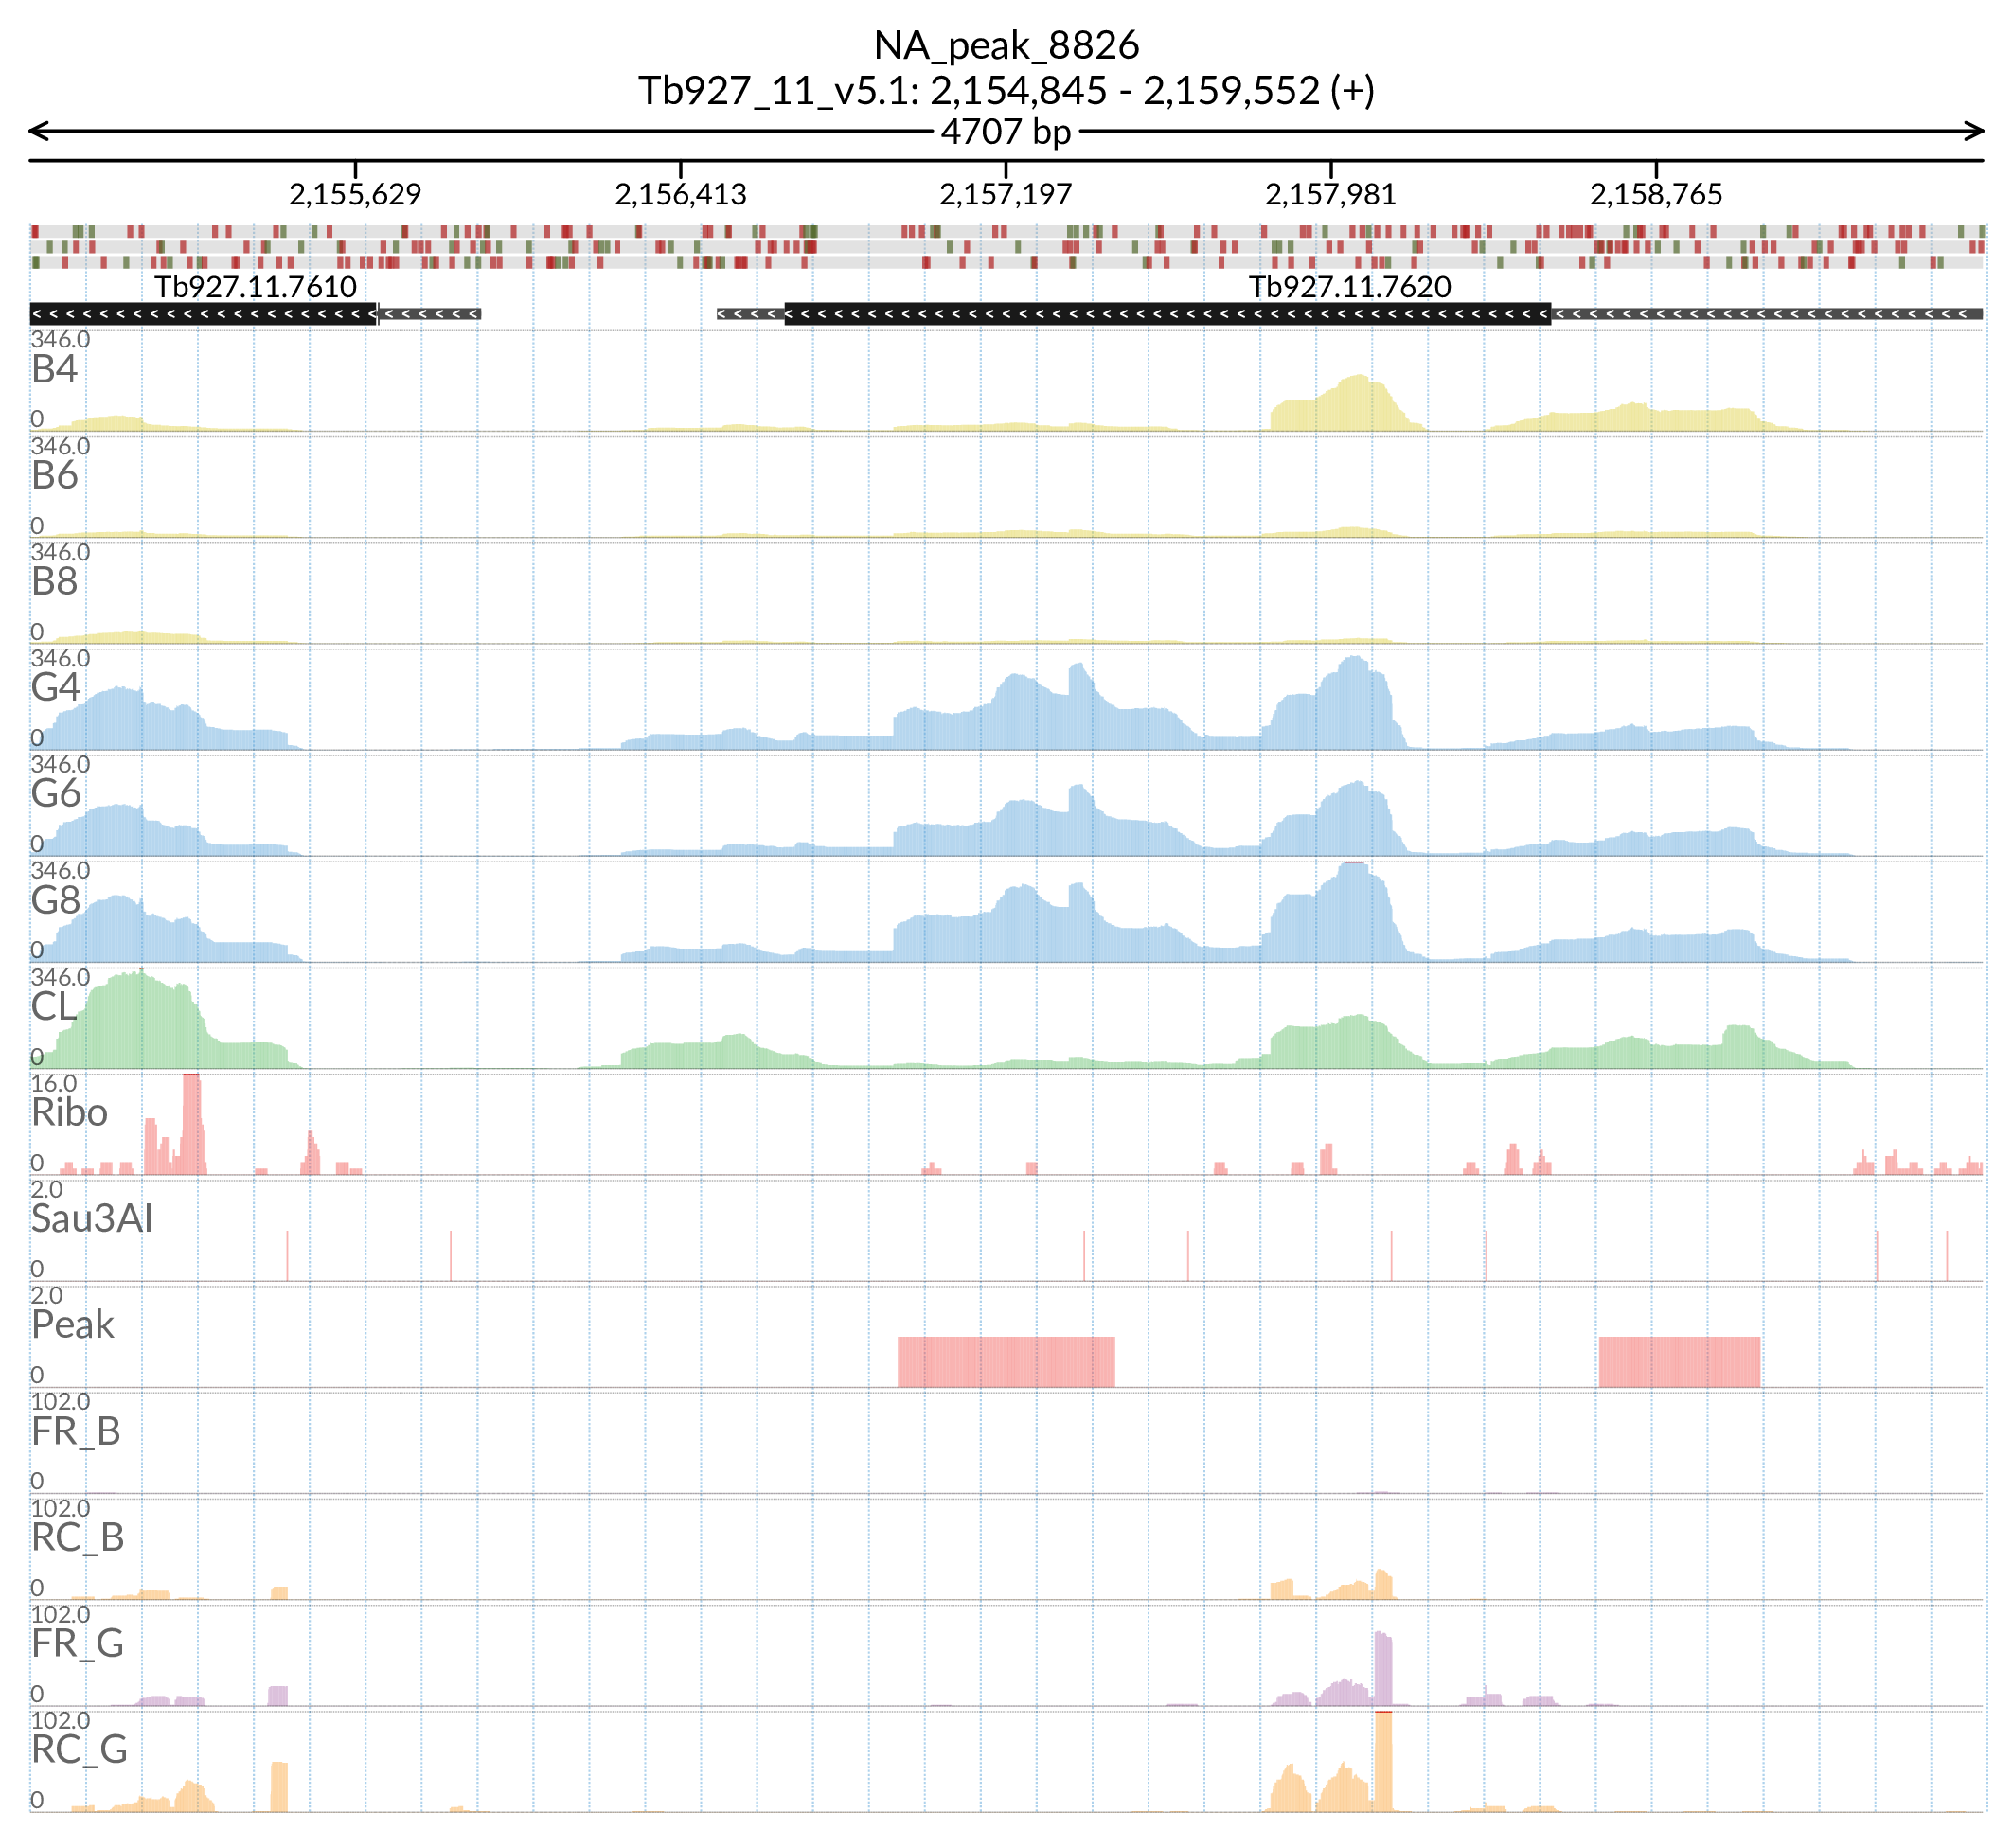 NA_peak_8826
Tb927_11_v5.1: 2,154,845 - 2,159,552 (+)
4707 bp
2,155,629 2,156,413 2,157,197 2,157,981 2,158,765
Tb927.11.7610 Tb927.11.7620
346.0
B4
0
346.0
B6
0
346.0
B8
0
346.0
G4
0
346.0
G6
0
346.0
G8
0
346.0
CL
0
16.0
Ribo
0
2.0
Sau3AI
0
2.0
Peak
0
102.0
FR_B
0
102.0
RC_B
0
102.0
FR_G
0
102.0
RC_G
0